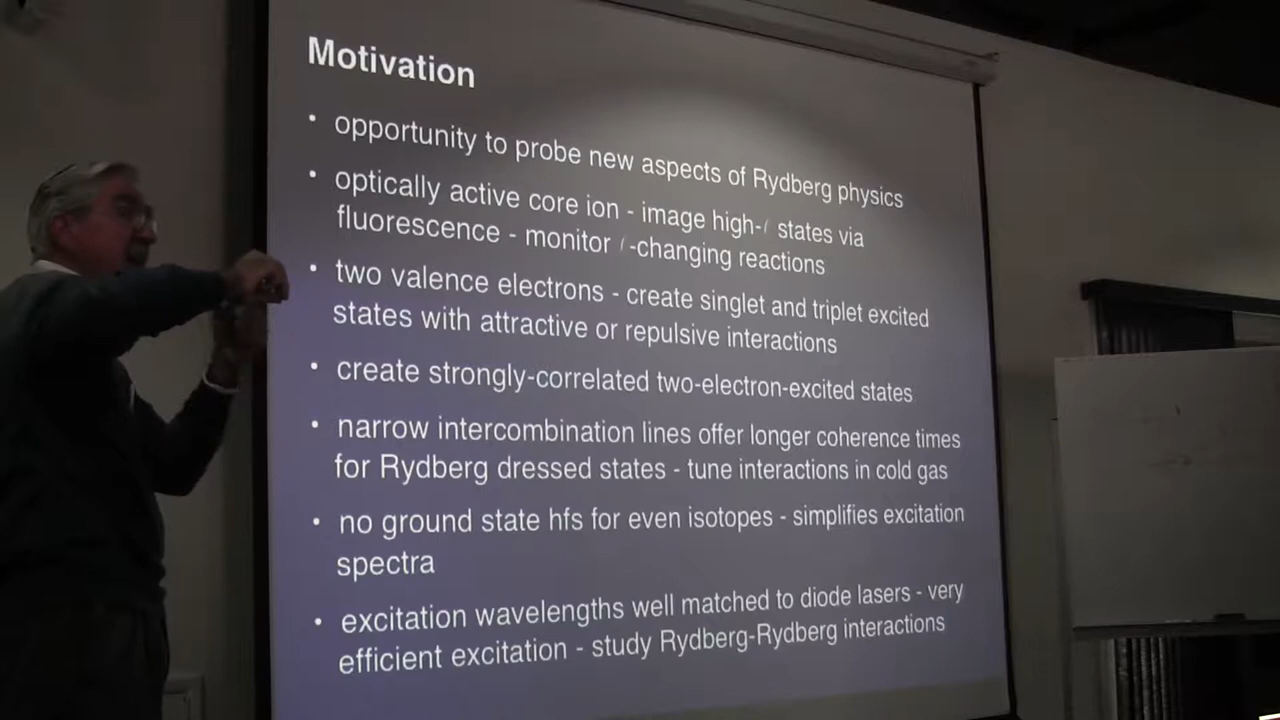 Motivation
• opportunity to probe new aspects of Rydberg physics
• optically active core ion - image high-ℓ states via
fluorescence - monitor ℓ-changing reactions
• two valence electrons - create singlet and triplet excited
states with attractive or repulsive interactions
• create strongly-correlated two-electron-excited states
• narrow intercombination lines offer longer coherence times
for Rydberg dressed states - tune interactions in cold gas
• no ground state hfs for even isotopes - simplifies excitation
spectra
• excitation wavelengths well matched to diode lasers - very
efficient excitation - study Rydberg-Rydberg interactions